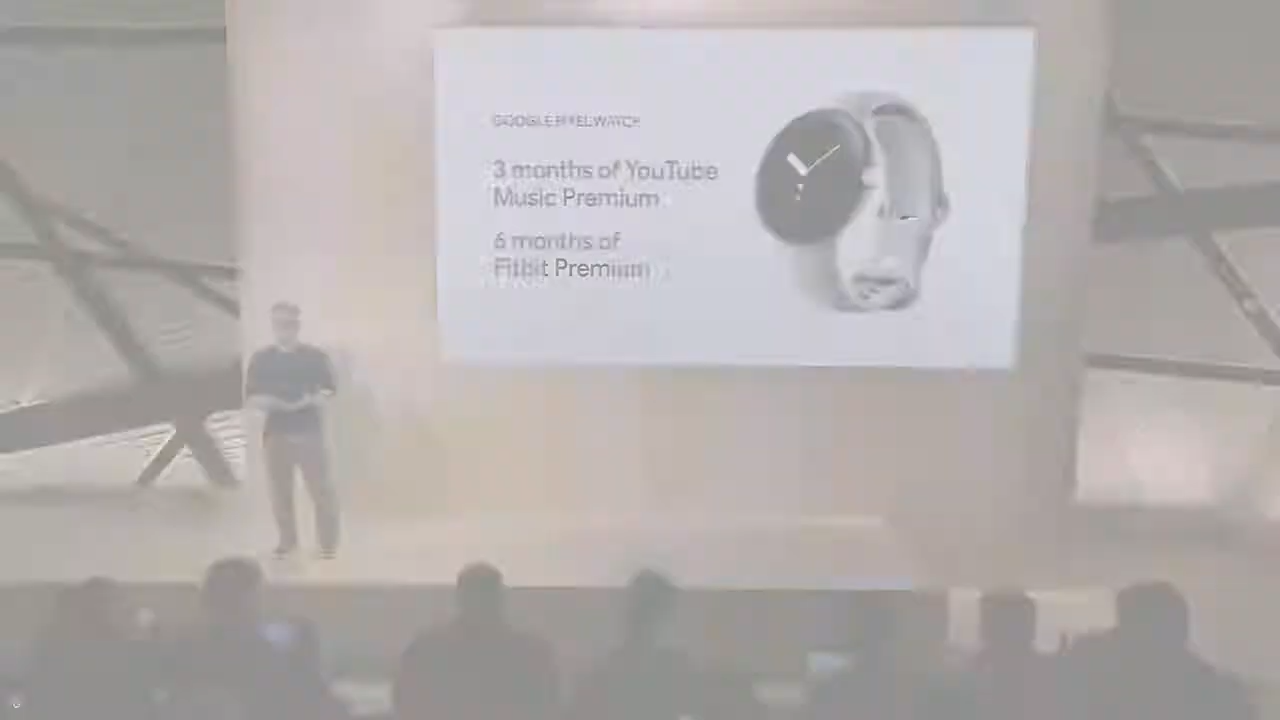 GOOGLE PIXEL WATCH
3 months of YouTube
Music Premium
6 months of
Fitbit Premium